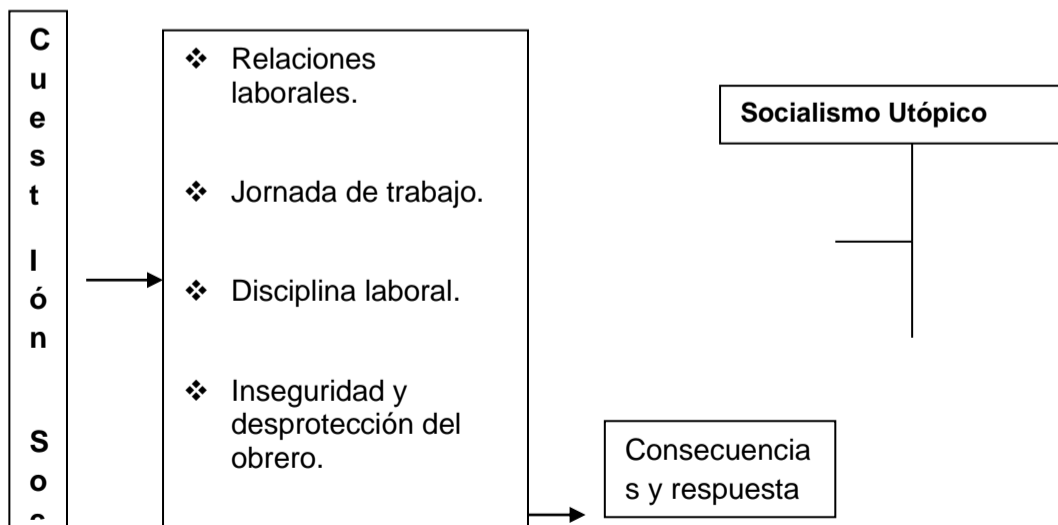 C
u
e
s
t
I
ó
n
S
o
❖ Relaciones
laborales.
❖ Jornada de trabajo.
❖ Disciplina laboral.
❖ Inseguridad y
desprotección del
obrero.
Socialismo Utópico
Consecuencia
s y respuesta